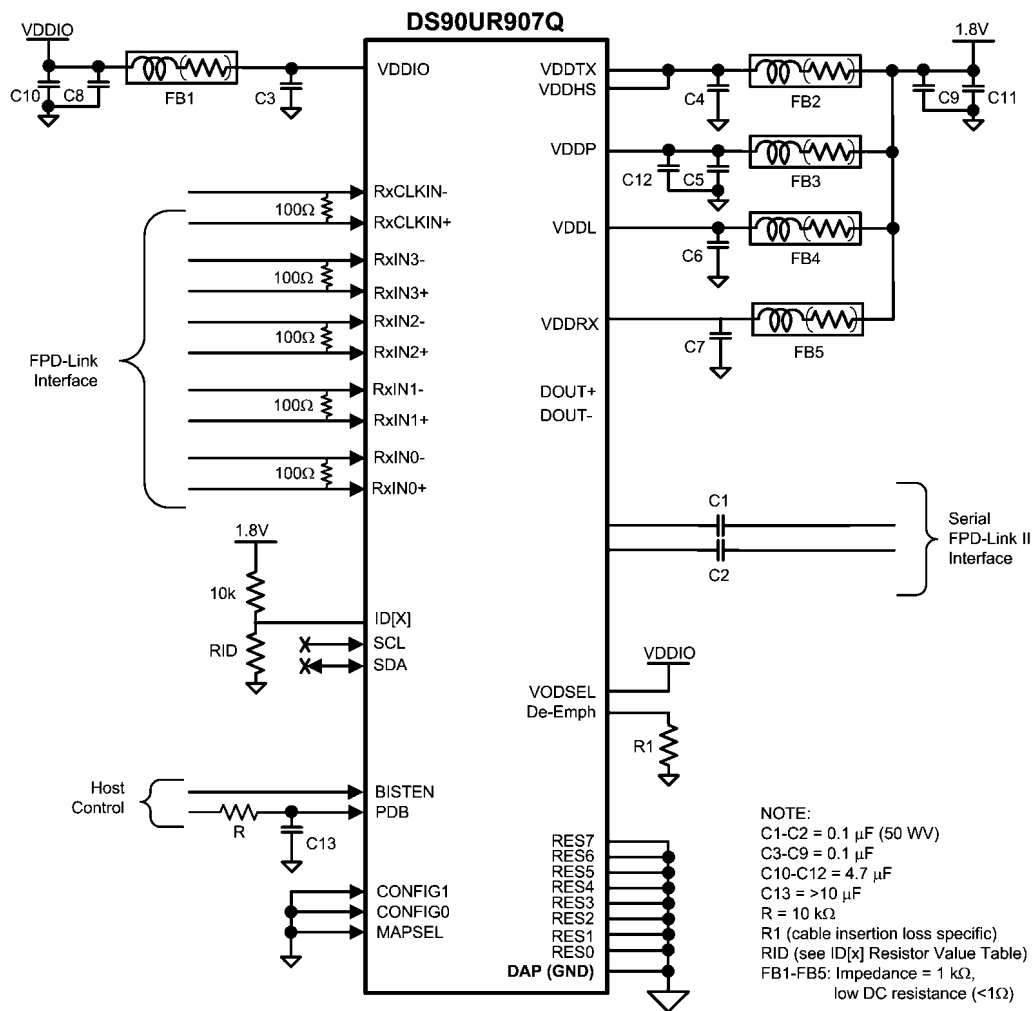 DS90UR907Q
VDDIO
C10
C8
FB1
C3
VDDIO
VDDTX
VDDHS
C4
FB2
1.8V
C9
C11
VDDP
C12
C5
FB3
VDDL
C6
FB4
VDDRX
C7
FB5
RxCLKIN-
100Ω
RxCLKIN+
RxIN3-
100Ω
RxIN3+
RxIN2-
100Ω
RxIN2+
RxIN1-
100Ω
RxIN1+
RxIN0-
100Ω
RxIN0+
FPD-Link
Interface
DOUT+
DOUT-
C1
C2
Serial
FPD-Link II
Interface
1.8V
10k
RID
ID[X]
SCL
SDA
VDDIO
VODSEL
De-Emph
R1
Host
Control
BISTEN
PDB
R
C13
CONFIG1
CONFIG0
MAPSEL
RES7
RES6
RES5
RES4
RES3
RES2
RES1
RES0
DAP (GND)
NOTE:
C1-C2 = 0.1 μF (50 WV)
C3-C9 = 0.1 μF
C10-C12 = 4.7 μF
C13 = >10 μF
R = 10 kΩ
R1 (cable insertion loss specific)
RID (see ID[x] Resistor Value Table)
FB1-FB5: Impedance = 1 kΩ,
low DC resistance (<1Ω)